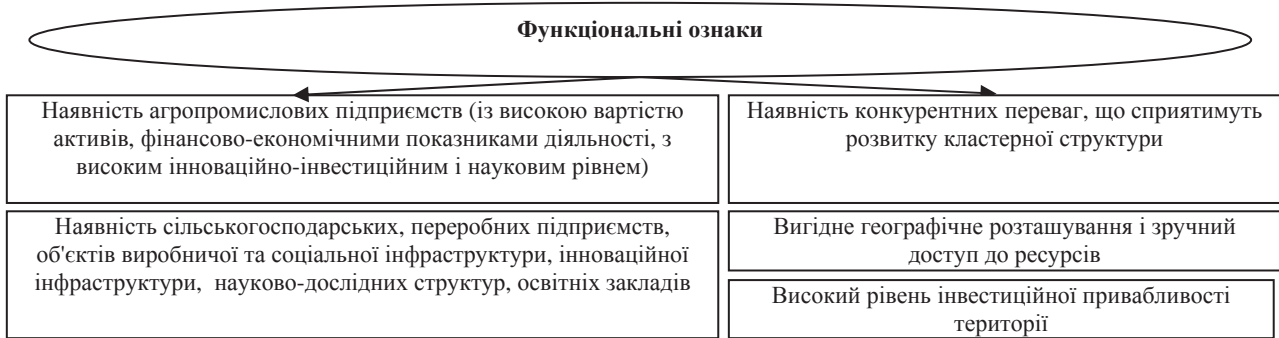 Функціональні ознаки
Наявність агропромислових підприємств (із високою вартістю
активів, фінансово-економічними показниками діяльності, з
високим інноваційно-інвестиційним і науковим рівнем)
Наявність сільськогосподарських, переробних підприємств,
об'єктів виробничої та соціальної інфраструктури, інноваційної
інфраструктури, науково-дослідних структур, освітніх закладів
Наявність конкурентних переваг, що сприятимуть
розвитку кластерної структури
Вигідне географічне розташування і зручний
доступ до ресурсів
Високий рівень інвестиційної привабливості
території